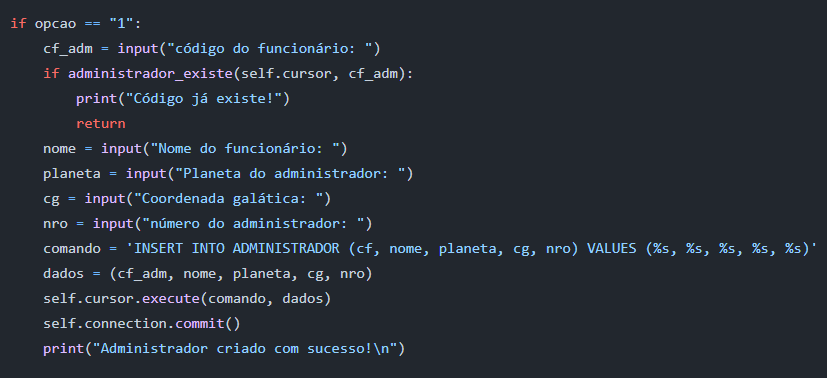 if opcao == "1":
    cf_adm = input("código do funcionário: ")
    if administrador_existe(self.cursor, cf_adm):
        print("Código já existe!")
        return
    nome = input("Nome do funcionário: ")
    planeta = input("Planeta do administrador: ")
    cg = input("Coordenada galática: ")
    nro = input("número do administrador: ")
    comando = 'INSERT INTO ADMINISTRADOR (cf, nome, planeta, cg, nro) VALUES (%s, %s, %s, %s, %s)'
    dados = (cf_adm, nome, planeta, cg, nro)
    self.cursor.execute(comando, dados)
    self.connection.commit()
    print("Administrador criado com sucesso!\n")